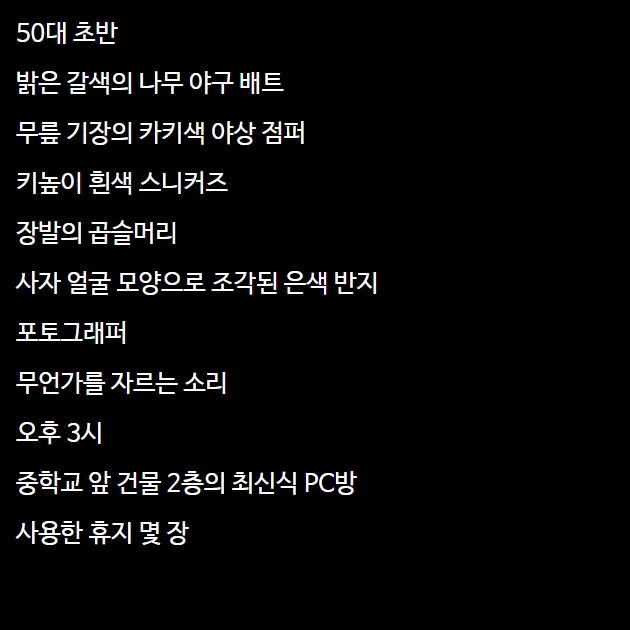 50대 초반
밝은 갈색의 나무 야구 배트
무릎 기장의 카키색 야상 점퍼
키높이 흰색 스니커즈
장발의 곱슬머리
사자 얼굴 모양으로 조각된 은색 반지
포토그래퍼
무언가를 자르는 소리
오후 3시
중학교 앞 건물 2층의 최신식 PC방
사용한 휴지 몇 장